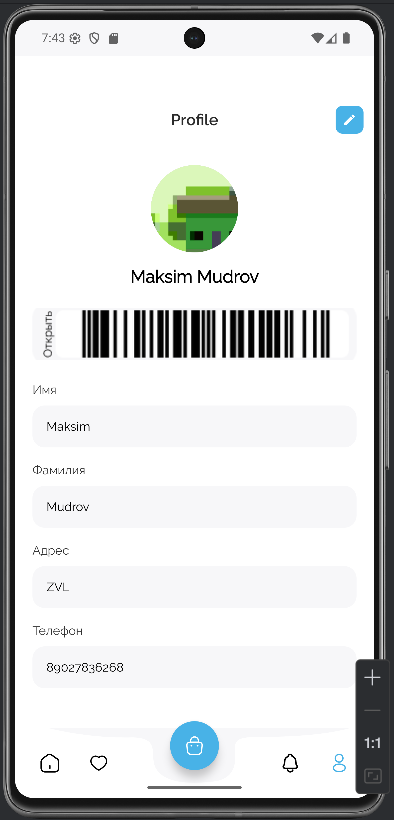 7:43
Profile
Maksim Mudrov
Открыть
Имя
Maksim
Фамилия
Mudrov
Адрес
ZVL
Телефон
89027836268
1:1